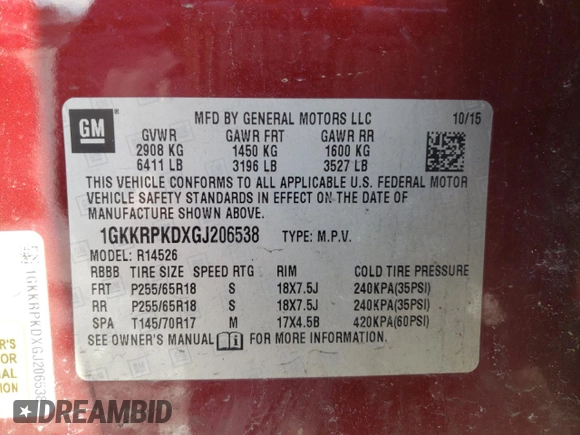 GM
MFD BY GENERAL MOTORS LLC 10/15
GVWR GAWR FRT GAWR RR
2908 KG 1450 KG 1600 KG
6411 LB 3196 LB 3527 LB
THIS VEHICLE CONFORMS TO ALL APPLICABLE U.S. FEDERAL MOTOR
VEHICLE SAFETY STANDARDS IN EFFECT ON THE DATE OF
MANUFACTURE SHOWN ABOVE.
1GKKRPKDXGJ206538 TYPE: M.P.V.
MODEL: R14526
RBBB TIRE SIZE SPEED RTG RIM COLD TIRE PRESSURE
FRT P255/65R18 S 18X7.5J 240KPA(35PSI)
RR P255/65R18 S 18X7.5J 240KPA(35PSI)
SPA T145/70R17 M 17X4.5B 420KPA(60PSI)
SEE OWNER'S MANUAL FOR MORE INFORMATION.
1GKKRPKDXGJ206538
DREAMBID